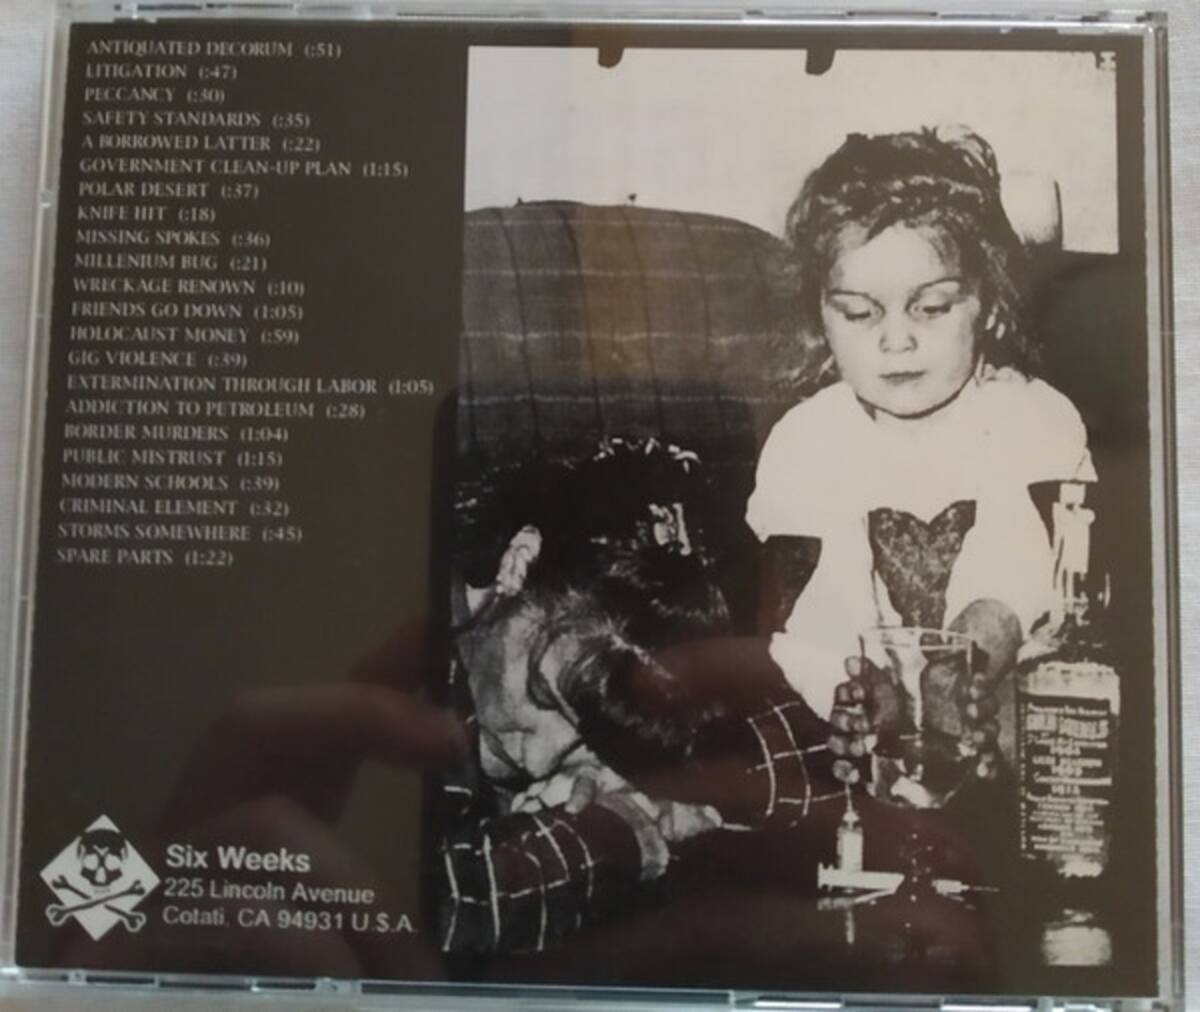 ANTIQUATED DECORUM (:51)
LITIGATION (:47)
PECCANCY (:30)
SAFETY STANDARDS (:35)
A BORROWED LATTER (:22)
GOVERNMENT CLEAN-UP PLAN (1:15)
POLAR DESERT (:37)
KNIFE HIT (:18)
MISSING SPOKES (:36)
MILLENIUM BUG (:21)
WRECKAGE RENOWN (:10)
FRIENDS GO DOWN (1:05)
HOLOCAUST MONEY (:59)
GIG VIOLENCE (:39)
EXTERMINATION THROUGH LABOR (1:05)
ADDICTION TO PETROLEUM (:28)
BORDER MURDERS (1:04)
PUBLIC MISTRUST (1:15)
MODERN SCHOOLS (:39)
CRIMINAL ELEMENT (:32)
STORMS SOMEWHERE (:45)
SPARE PARTS (1:22)
Six Weeks
225 Lincoln Avenue
Cotati. CA 94931 U.S.A.